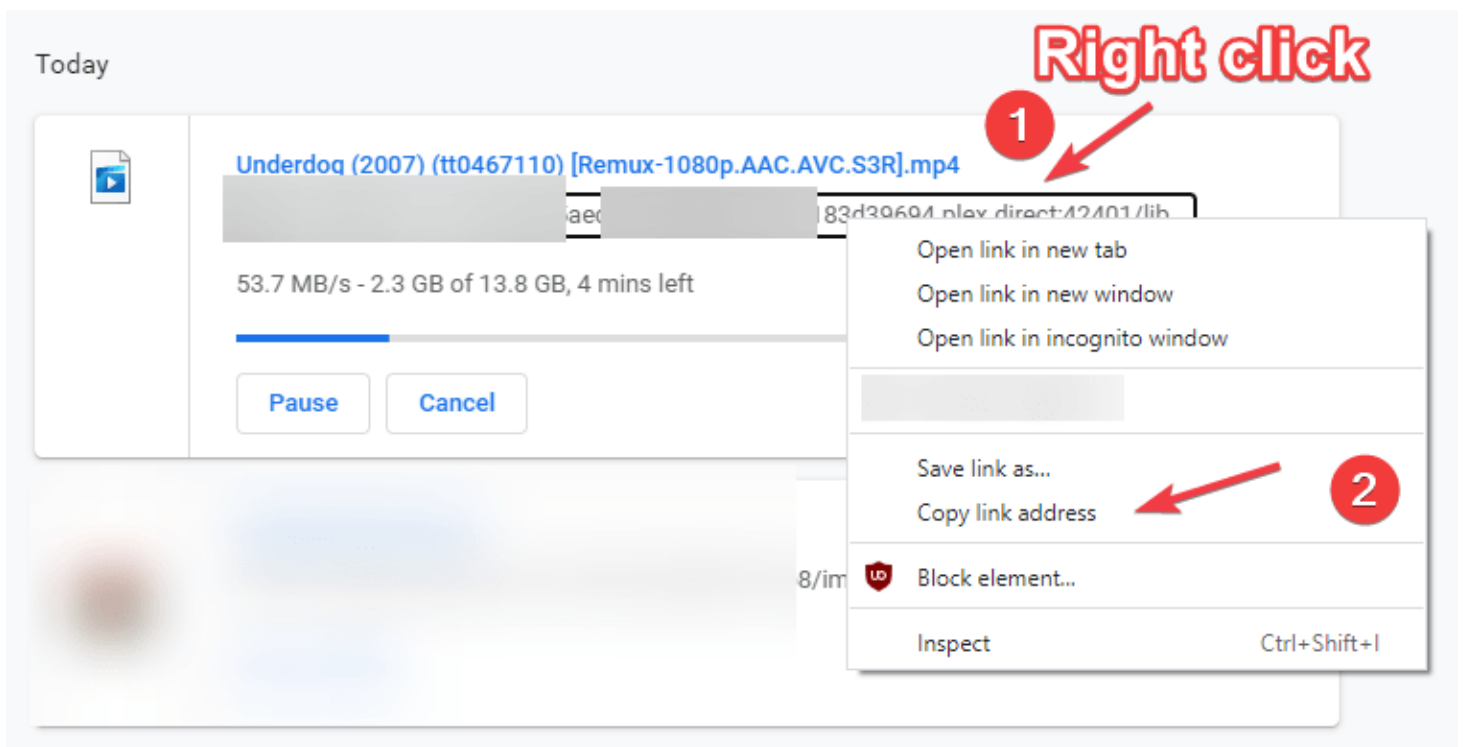 Today
Right click
1
Underdog (2007) (tt0467110) [Remux-1080p.AAC.AVC.S3R].mp4
5aec 183d39694.plex.direct:42401/lib...
53.7 MB/s - 2.3 GB of 13.8 GB, 4 mins left
Pause
Cancel
Open link in new tab
Open link in new window
Open link in incognito window
Save link as...
Copy link address
2
8/im
Block element...
Inspect Ctrl+Shift+I